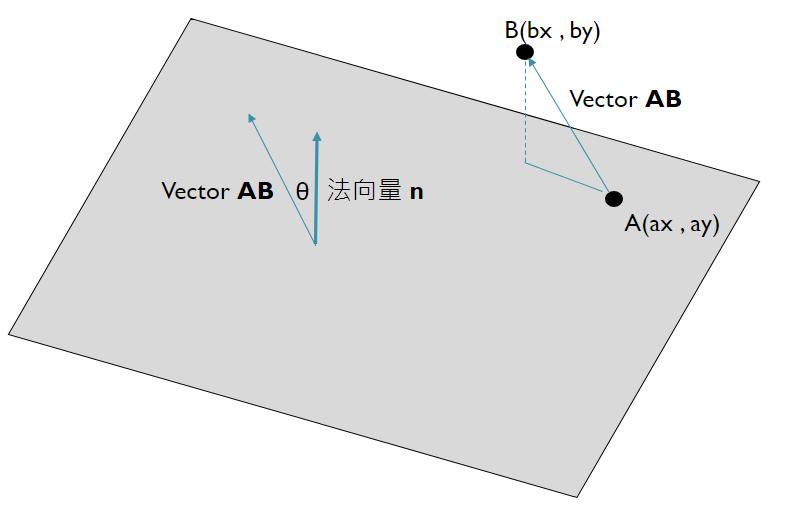 B(bx , by)
Vector AB
Vector AB
θ
法向量 n
A(ax , ay)